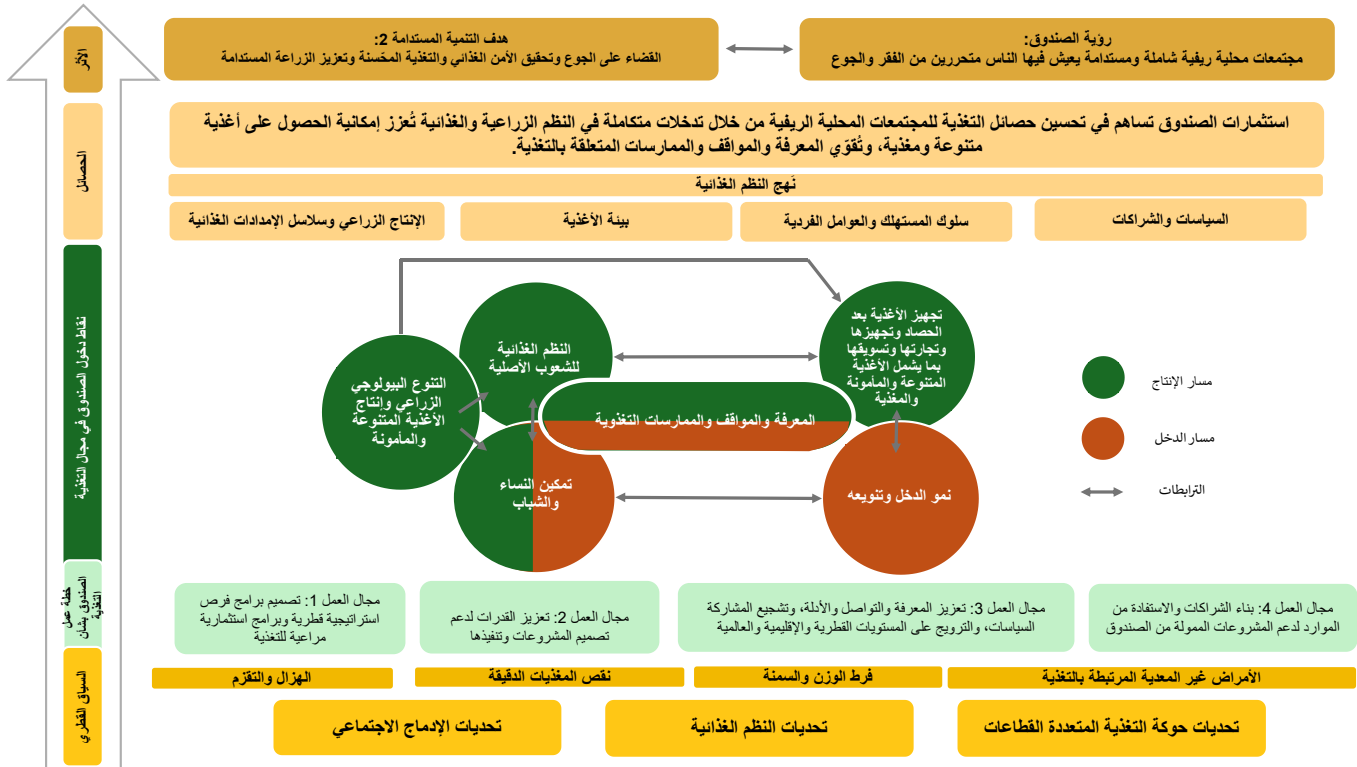 رؤية الصندوق:
مجتمعات محلية ريفية شاملة ومستدامة يعيش فيها الناس متحررين من الفقر والجوع
هدف التنمية المستدامة 2:
القضاء على الجوع وتحقيق الأمن الغذائي والتغذية المحسّنة وتعزيز الزراعة المستدامة
الأثر
استثمارات الصندوق تساهم في تحسين حصائل التغذية للمجتمعات المحلية الريفية من خلال تدخلات متكاملة في النظم الزراعية والغذائية تُعزز إمكانية الحصول على أغذية
متنوعة ومغذية، وتُقوّي المعرفة والمواقف والممارسات المتعلقة بالتغذية.
الحصائل
نَهج النظم الغذائية
السياسات والشراكات
سلوك المستهلك والعوامل الفردية
بيئة الأغذية
الإنتاج الزراعي وسلاسل الإمدادات الغذائية
نقاط دخول الصندوق في مجال التغذية
تجهيز الأغذية بعد
الحصاد وتجهيزها
وتجارتها وتسويقها
بما يشمل الأغذية
المتنوعة والمأمونة
والمغذية
النظم الغذائية
للشعوب الأصلية
التنوع البيولوجي
الزراعي وإنتاج
الأغذية المتنوعة
والمأمونة
المعرفة والمواقف والممارسات التغذوية
تمكين النساء
والشباب
نمو الدخل وتنويعه
مسار الإنتاج
مسار الدخل
الترابطات
خطة عمل
الصندوق بشأن
التغذية
مجال العمل 4: بناء الشراكات والاستفادة من
الموارد لدعم المشروعات الممولة من الصندوق
مجال العمل 3: تعزيز المعرفة والتواصل والأدلة، وتشجيع المشاركة
السياسات، والترويج على المستويات القطرية والإقليمية والعالمية
مجال العمل 2: تعزيز القدرات لدعم
تصميم المشروعات وتنفيذها
مجال العمل 1: تصميم برامج فرص
استراتيجية قطرية وبرامج استثمارية
مراعية للتغذية
السياق القطري
الأمراض غير المعدية المرتبطة بالتغذية
فرط الوزن والسمنة
نقص المغذيات الدقيقة
الهزال والتقزم
تحديات حوكة التغذية المتعددة القطاعات
تحديات النظم الغذائية
تحديات الإدماج الاجتماعي